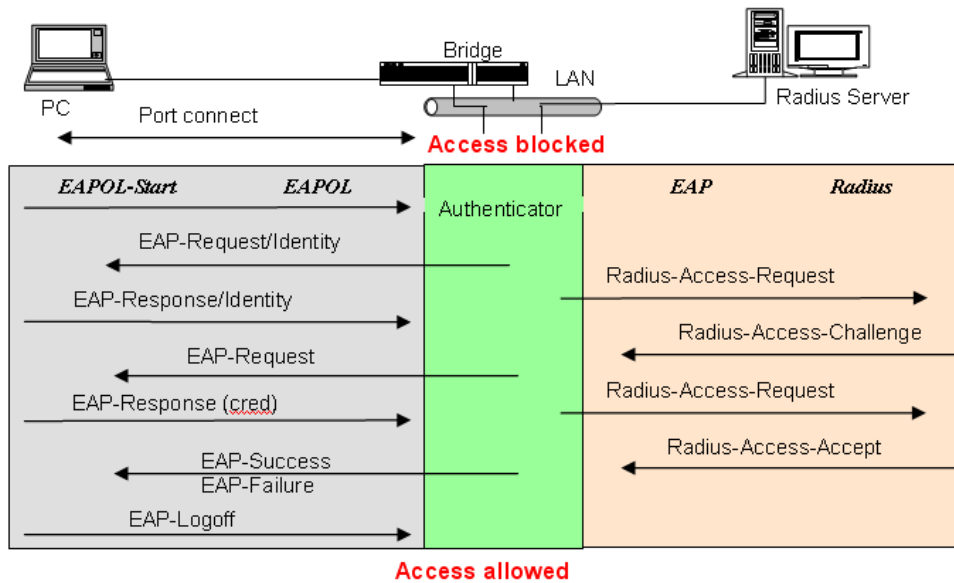 Bridge
LAN
PC
Radius Server
Port connect
Access blocked
EAPOL-Start
EAPOL
Authenticator
EAP
Radius
EAP-Request/Identity
Radius-Access-Request
EAP-Response/Identity
Radius-Access-Challenge
EAP-Request
Radius-Access-Request
EAP-Response (cred)
Radius-Access-Accept
EAP-Success
EAP-Failure
EAP-Logoff
Access allowed